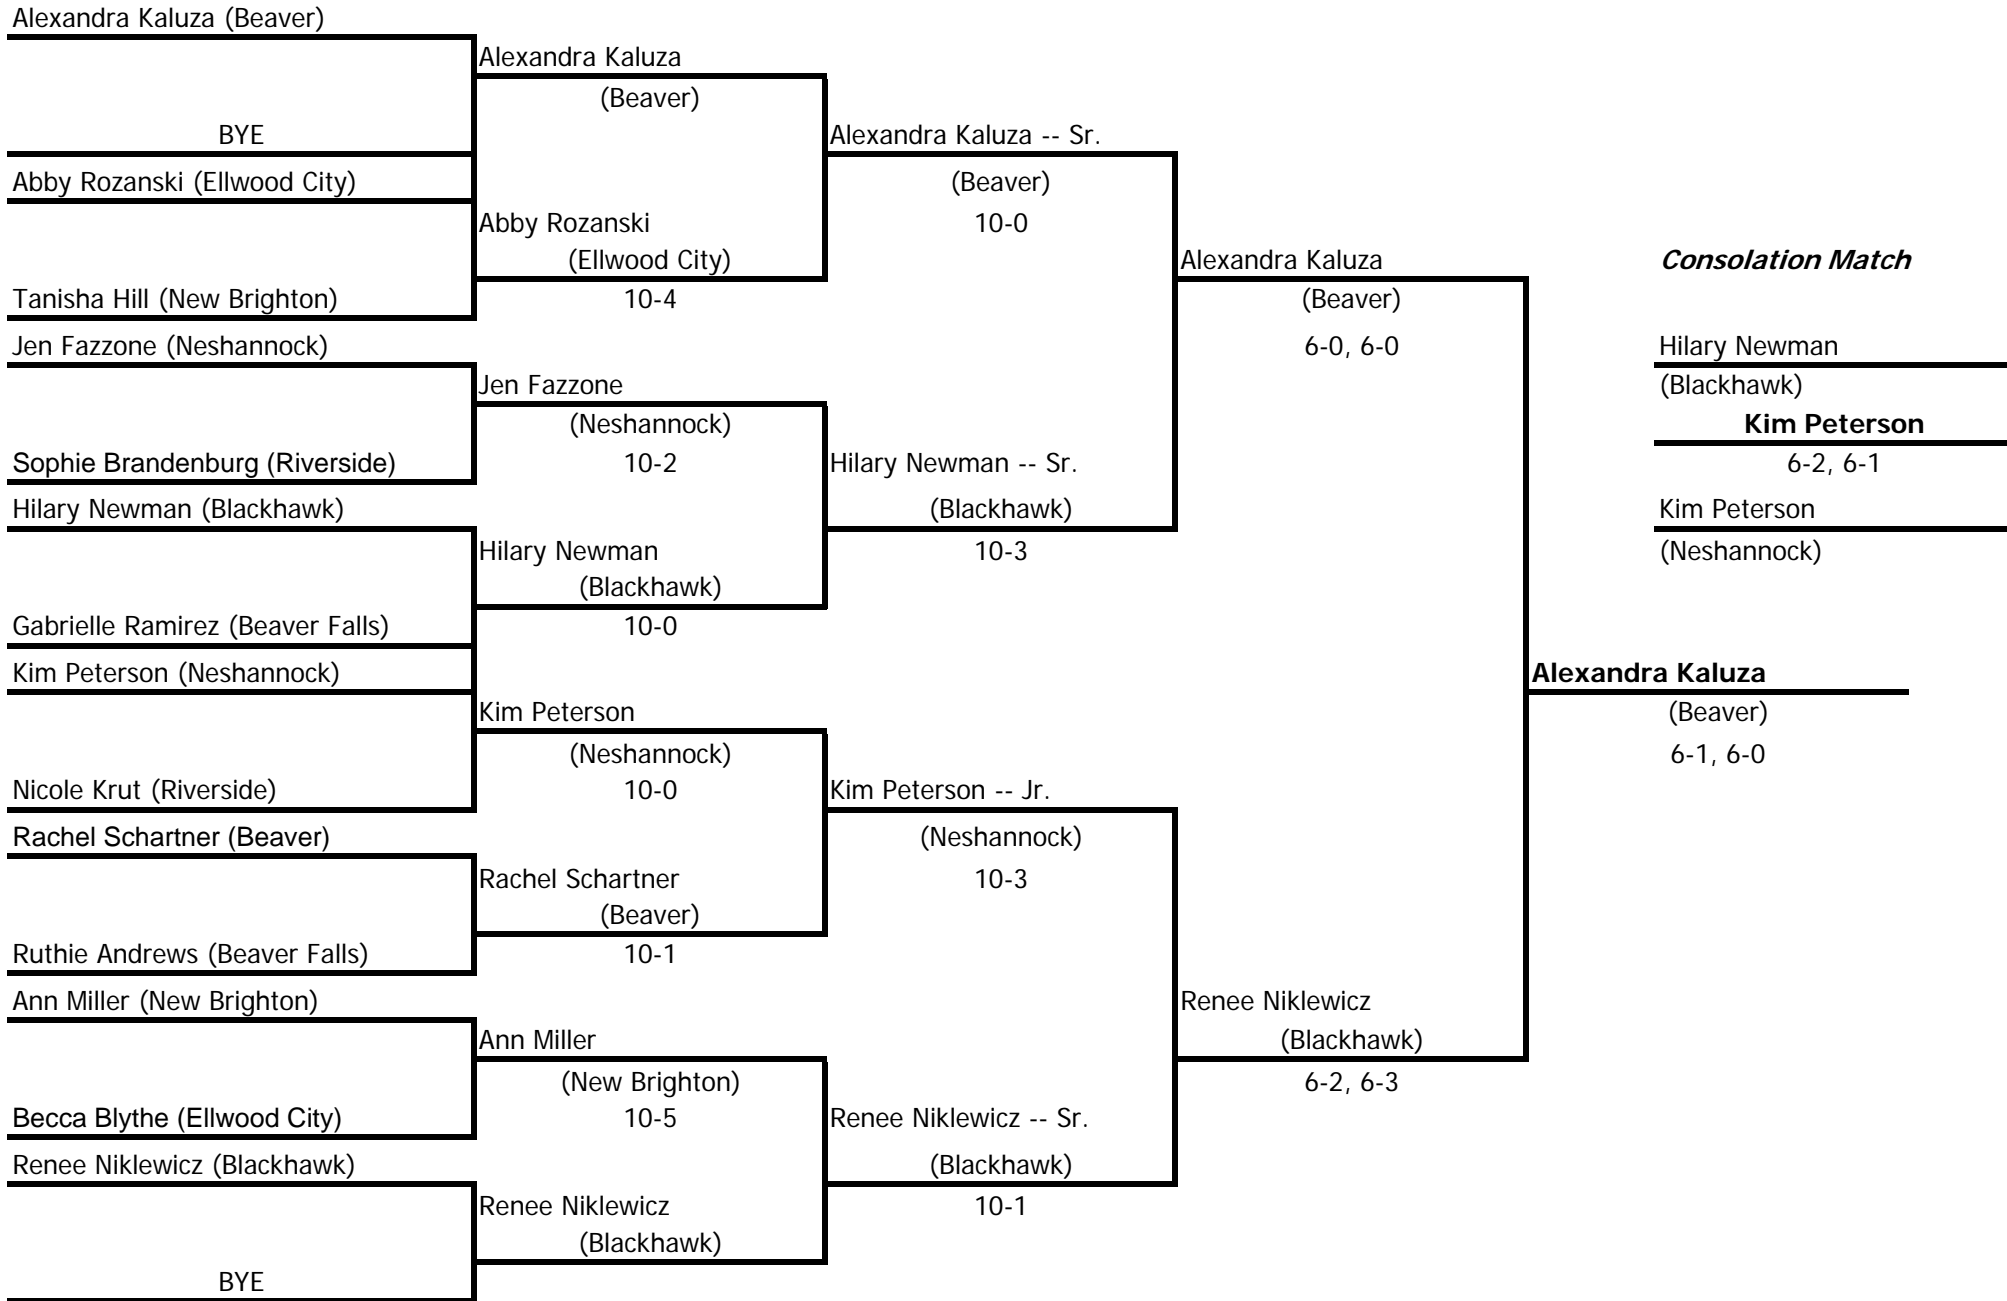 Alexandra Kaluza (Beaver)
BYE
Abby Rozanski (Ellwood City)
Tanisha Hill (New Brighton)
Jen Fazzone (Neshannock)
Sophie Brandenburg (Riverside)
Hilary Newman (Blackhawk)
Gabrielle Ramirez (Beaver Falls)
Kim Peterson (Neshannock)
Nicole Krut (Riverside)
Rachel Schartner (Beaver)
Ruthie Andrews (Beaver Falls)
Ann Miller (New Brighton)
Becca Blythe (Ellwood City)
Renee Niklewicz (Blackhawk)
BYE
Alexandra Kaluza
(Beaver)
Abby Rozanski
(Ellwood City)
10-4
Jen Fazzone
(Neshannock)
10-2
Hilary Newman
(Blackhawk)
10-0
Kim Peterson
(Neshannock)
10-0
Rachel Schartner
(Beaver)
10-1
Ann Miller
(New Brighton)
10-5
Renee Niklewicz
(Blackhawk)
Alexandra Kaluza -- Sr.
(Beaver)
10-0
Hilary Newman -- Sr.
(Blackhawk)
10-3
Kim Peterson -- Jr.
(Neshannock)
10-3
Renee Niklewicz -- Sr.
(Blackhawk)
10-1
Alexandra Kaluza
(Beaver)
6-0, 6-0
Renee Niklewicz
(Blackhawk)
6-2, 6-3
Alexandra Kaluza
(Beaver)
6-1, 6-0
Consolation Match
Hilary Newman
(Blackhawk)
Kim Peterson
6-2, 6-1
Kim Peterson
(Neshannock)